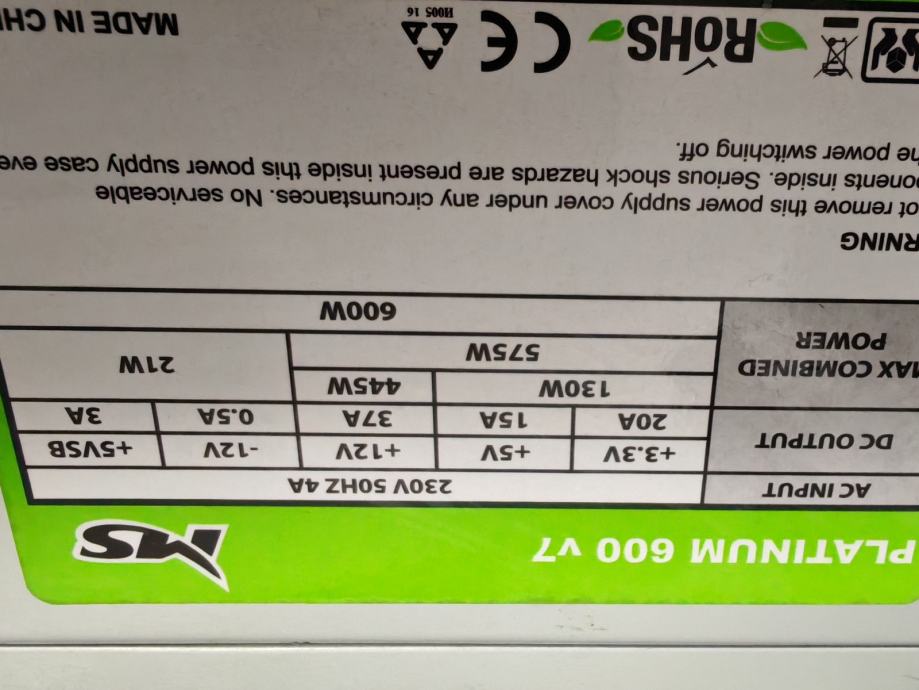 PLATINUM 600 v7
MS
AC INPUT 230V 50HZ 4A
DC OUTPUT +3.3V +5V +12V -12V +5VSB
20A 15A 37A 0.5A 3A
MAX COMBINED POWER 130W 445W 21W
575W
600W
RNING
ot remove this power supply cover under any circumstances. No serviceable
ponents inside. Serious shock hazards are present inside this power supply case eve
he power switching off.
RoHS CE И005 16 MADE IN CHI